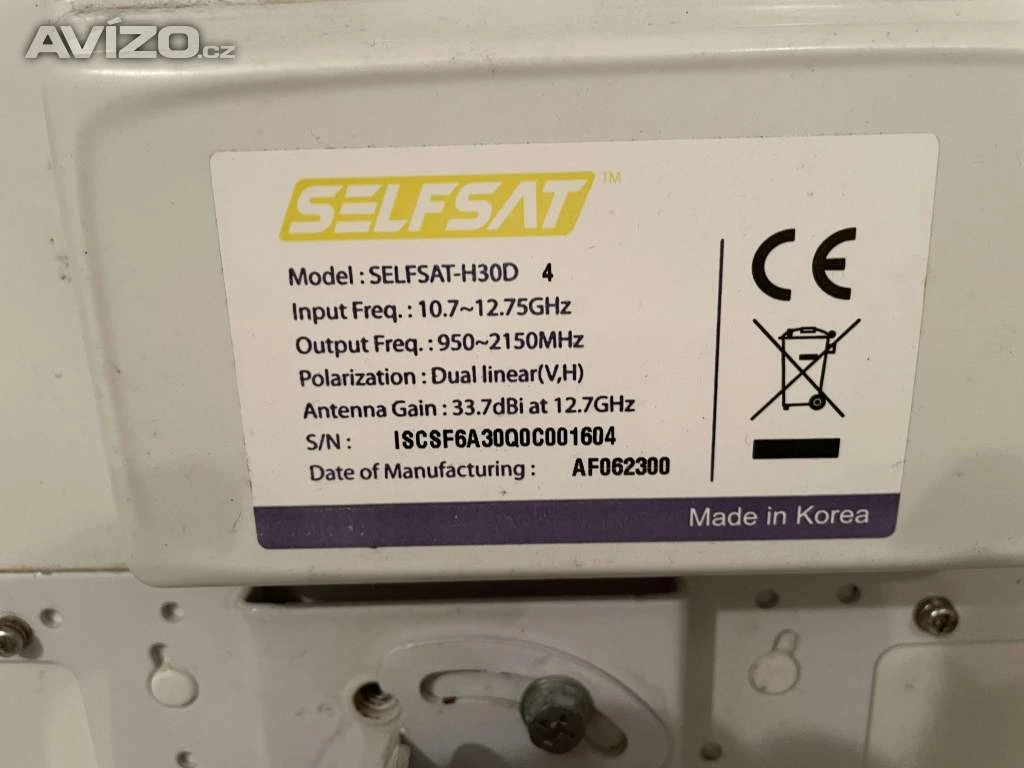 AVÍZO.cz
SELFSAT™
Model : SELFSAT-H30D 4
Input Freq. : 10.7~12.75GHz
Output Freq. : 950~2150MHz
Polarization : Dual linear(V,H)
Antenna Gain : 33.7dBi at 12.7GHz
S/N : ISCSF6A30Q0C001604
Date of Manufacturing : AF062300
CE
Made in Korea